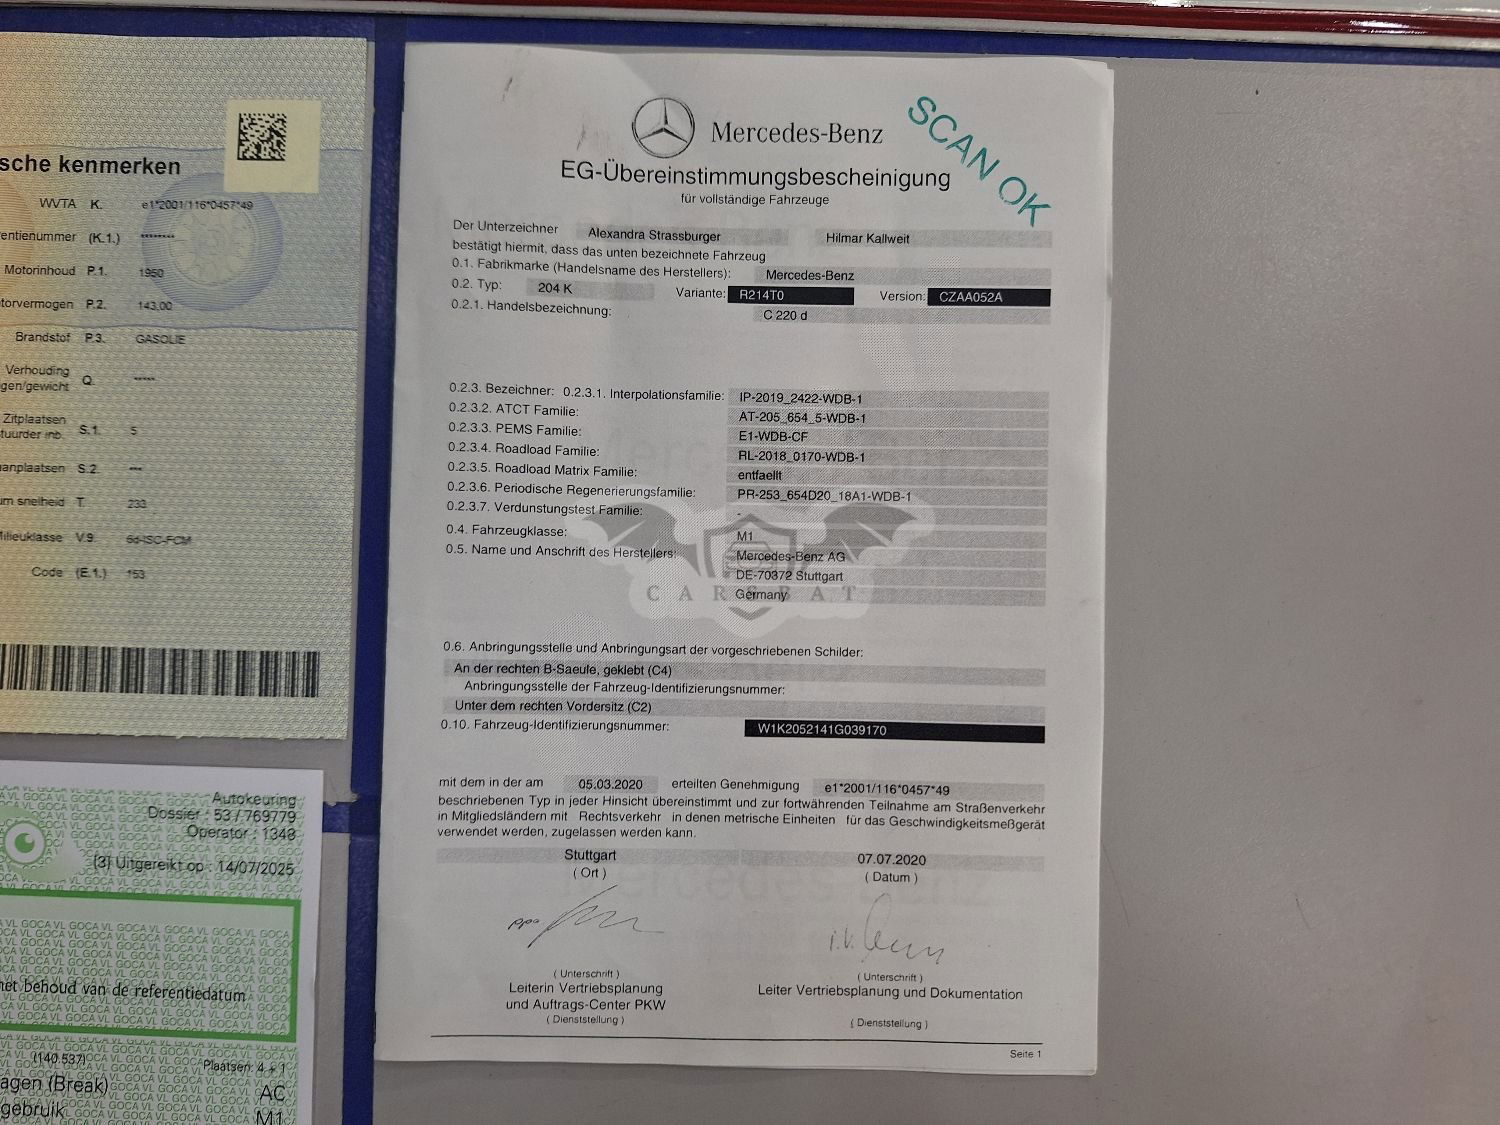 sche kenmerken
WVTA K. e1*2001/116*0457*49
entienummer (K.1.) ********
Motorinhoud P.1. 1950
torvermogen P.2. 143.00
Brandstof P.3. GASOLIE
Verhouding
gen/gewicht Q. *****
Zitplaatsen
tuurder inb. S.1 5
aanplaatsen S.2. ***
um snelheid T. 233
Milieuklasse V.9. 6d-ISC-FCM
Code (E.1.) 153
Autokeuring
Dossier : 53 / 769779
Operator : 1348
(3) Uitgereikt op : 14/07/2025
het behoud van de referentiedatum
(140.537)
Plaatsen 4 + 1
agen (Break)
AC
gebruik
M1
Mercedes-Benz
SCAN OK
EG-Übereinstimmungsbescheinigung
für vollständige Fahrzeuge
Der Unterzeichner Alexandra Strassburger Hilmar Kallweit
bestätigt hiermit, dass das unten bezeichnete Fahrzeug
0.1. Fabrikmarke (Handelsname des Herstellers): Mercedes-Benz
0.2. Typ: 204 K Variante: R214T0 Version: CZAA052A
0.2.1. Handelsbezeichnung: C 220 d
0.2.3. Bezeichner: 0.2.3.1. Interpolationsfamilie: IP-2019_2422-WDB-1
0.2.3.2. ATCT Familie: AT-205_654_5-WDB-1
0.2.3.3. PEMS Familie: E1-WDB-CF
0.2.3.4. Roadload Familie: RL-2018_0170-WDB-1
0.2.3.5. Roadload Matrix Familie: entfaellt
0.2.3.6. Periodische Regenerierungsfamilie: PR-253_654D20_18A1-WDB-1
0.2.3.7. Verdunstungstest Familie: -
0.4. Fahrzeugklasse: M1
0.5. Name und Anschrift des Herstellers: Mercedes-Benz AG
DE-70372 Stuttgart
Germany
CARSBAT
0.6. Anbringungsstelle und Anbringungsart der vorgeschriebenen Schilder:
An der rechten B-Saeule, geklebt (C4)
Anbringungsstelle der Fahrzeug-Identifizierungsnummer:
Unter dem rechten Vordersitz (C2)
0.10. Fahrzeug-Identifizierungsnummer: W1K2052141G039170
mit dem in der am 05.03.2020 erteilten Genehmigung e1*2001/116*0457*49
beschriebenen Typ in jeder Hinsicht übereinstimmt und zur fortwährenden Teilnahme am Straßenverkehr
in Mitgliedsländern mit Rechtsverkehr in denen metrische Einheiten für das Geschwindigkeitsmeßgerät
verwendet werden, zugelassen werden kann.
Stuttgart 07.07.2020
( Ort ) ( Datum )
ppa i.V.
( Unterschrift ) ( Unterschrift )
Leiterin Vertriebsplanung Leiter Vertriebsplanung und Dokumentation
und Auftrags-Center PKW
( Dienststellung ) ( Dienststellung )
Seite 1